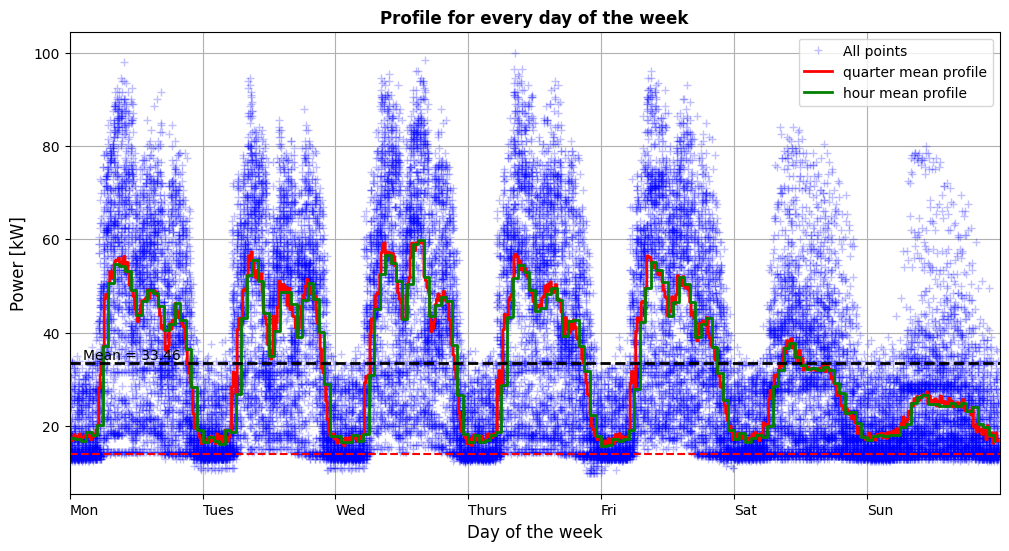 Profile for every day of the week
All points
quarter mean profile
hour mean profile
100
80
60
40
20
Power [kW]
Mean = 33.46
Mon Tues Wed Thurs Fri Sat Sun
Day of the week